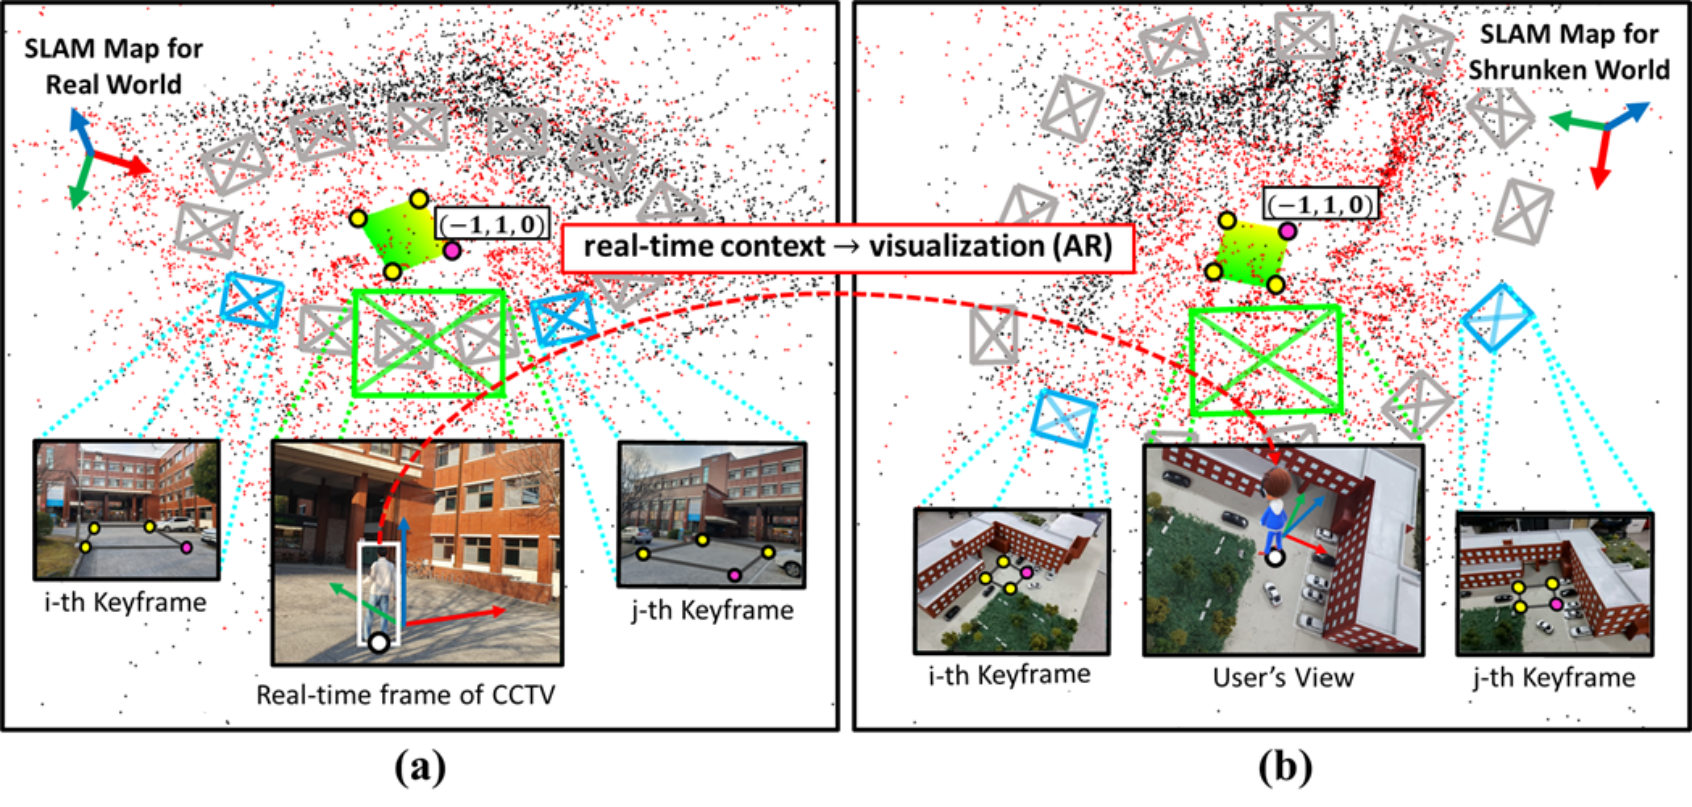 SLAM Map for
Real World
(−1,1,0)
real-time context → visualization (AR)
SLAM Map for
Shrunken World
(−1,1,0)
i-th Keyframe
Real-time frame of CCTV
j-th Keyframe
i-th Keyframe
User's View
j-th Keyframe
(a)
(b)